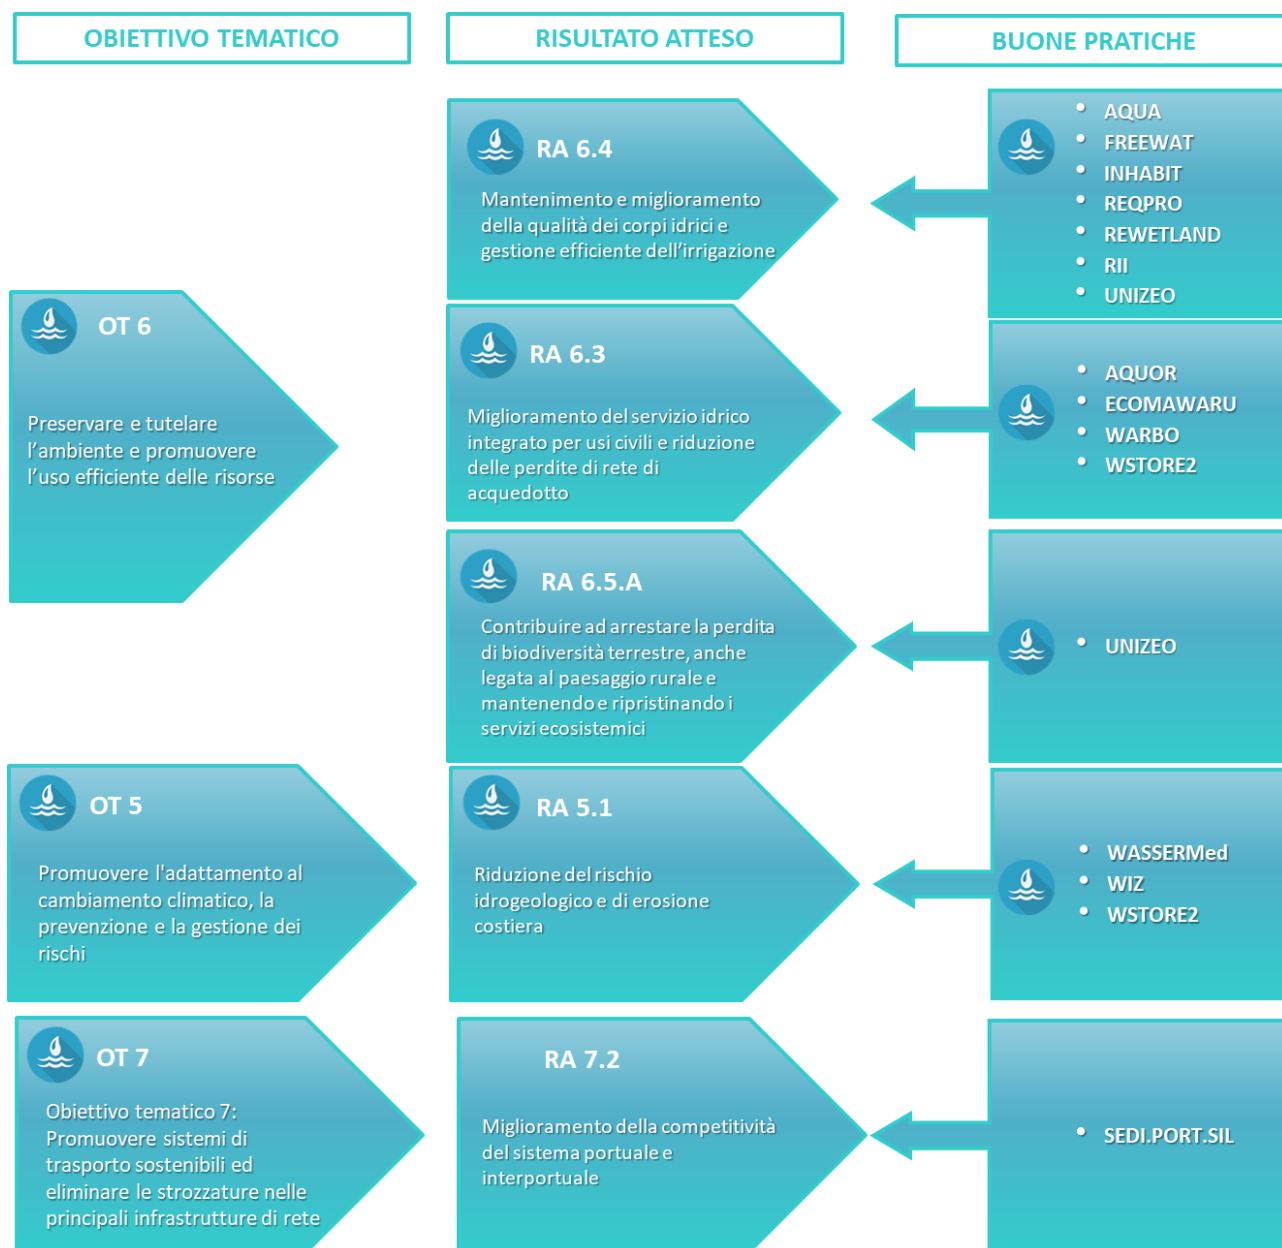 OBIETTIVO TEMATICO
RISULTATO ATTESO
BUONE PRATICHE
OT 6
Preservare e tutelare
l'ambiente e promuovere
l'uso efficiente delle risorse
RA 6.4
Mantenimento e miglioramento
della qualità dei corpi idrici e
gestione efficiente dell'irrigazione
• AQUA
• FREEWAT
• INHABIT
• REQPRO
• REWETLAND
• RII
• UNIZEO
RA 6.3
Miglioramento del servizio idrico
integrato per usi civili e riduzione
delle perdite di rete di
acquedotto
• AQUOR
• ECOMAWARU
• WARBO
• WSTORE2
RA 6.5.A
Contribuire ad arrestare la perdita
di biodiversità terrestre, anche
legata al paesaggio rurale e
mantenendo e ripristinando i
servizi ecosistemici
• UNIZEO
OT 5
Promuovere l'adattamento al
cambiamento climatico, la
prevenzione e la gestione dei
rischi
RA 5.1
Riduzione del rischio
idrogeologico e di erosione
costiera
• WASSERMed
• WIZ
• WSTORE2
OT 7
Obiettivo tematico 7:
Promuovere sistemi di
trasporto sostenibili ed
eliminare le strozzature nelle
principali infrastrutture di rete
RA 7.2
Miglioramento della competitività
del sistema portuale e
interportuale
• SEDI.PORT.SIL